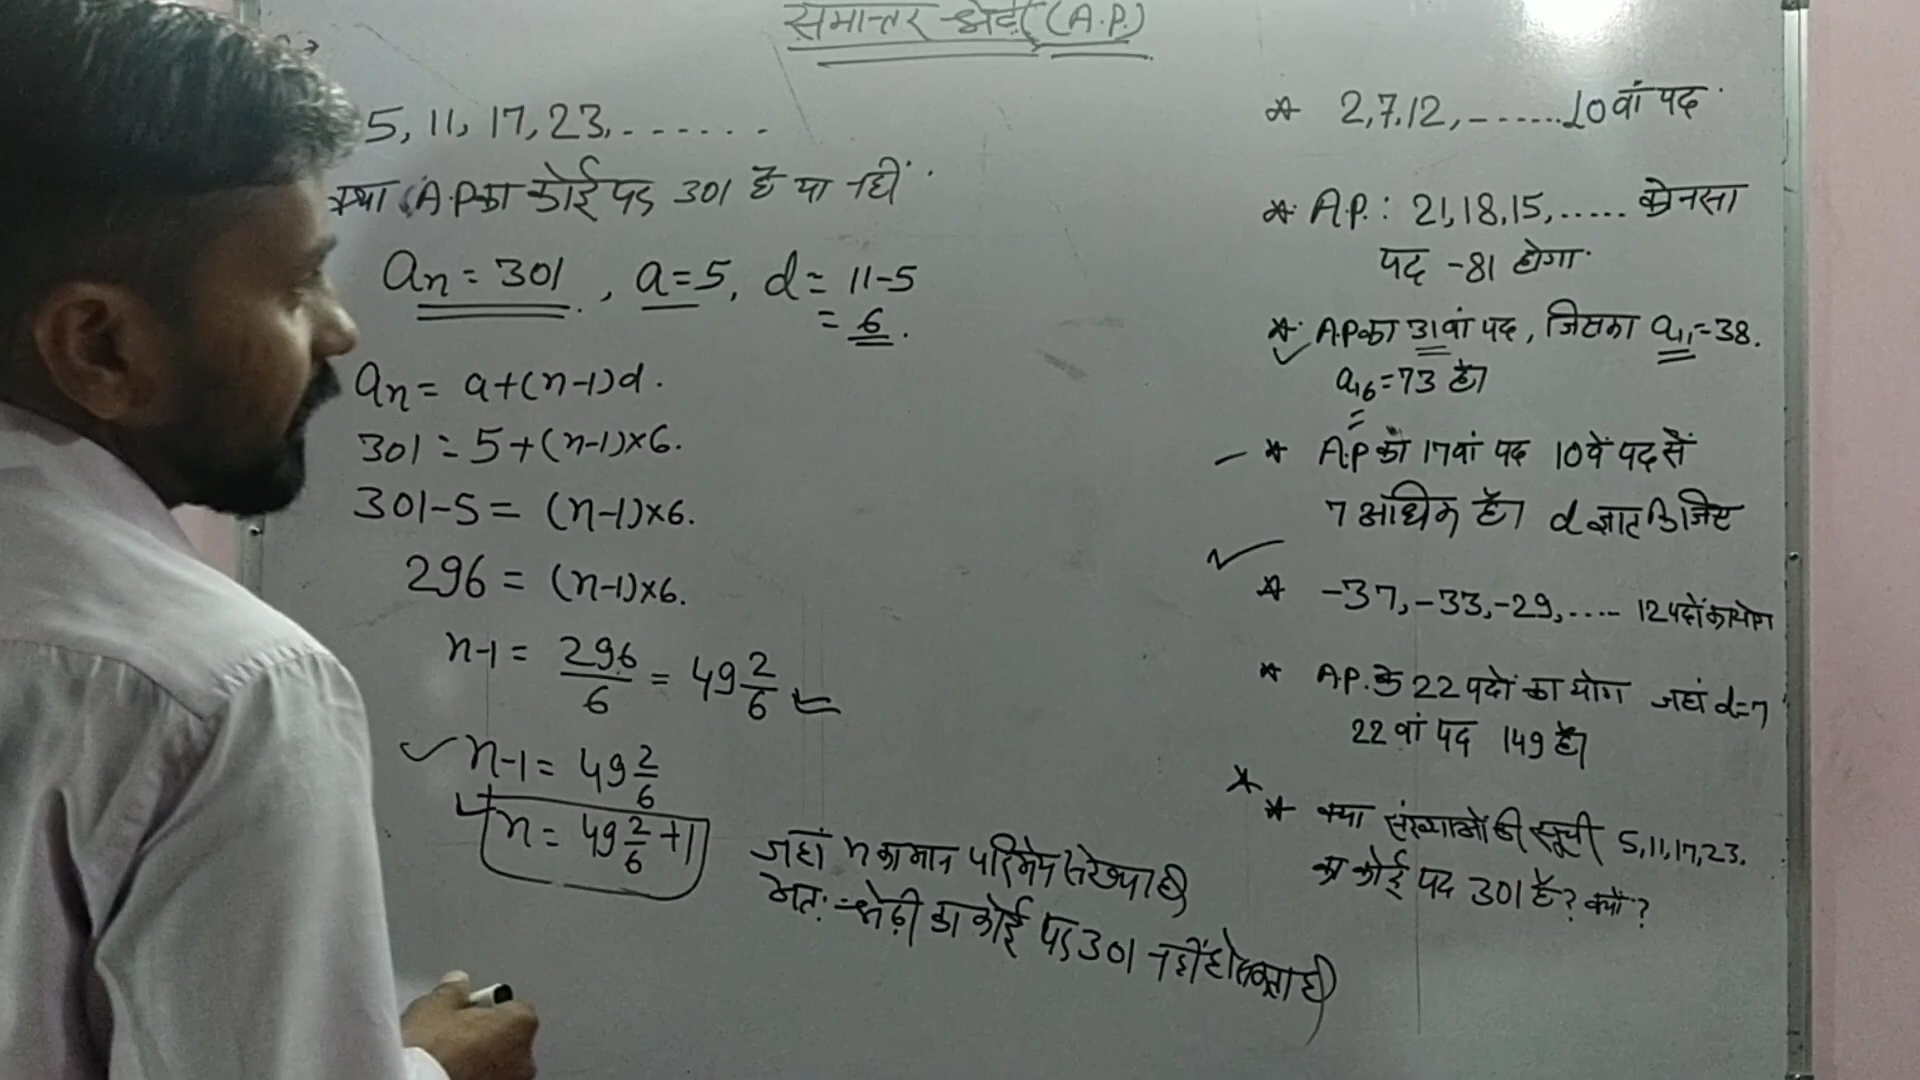 समान्तर श्रेढ़ी (A.P.)
5, 11, 17, 23, .......
क्या A.P का कोई पद 301 है या नहीं.
an = 301, a = 5, d = 11-5
= 6.
an = a+(n-1)d.
301 = 5+(n-1)×6.
301-5 = (n-1)×6.
296 = (n-1)×6.
n-1 = 296/6 = 49 2/6
n-1 = 49 2/6
n = 49 2/6 +1
जहां n का मान परिमेय संख्या है
अतः श्रेढ़ी का कोई पद 301 नहीं हो सकता है
* 2,7,12,-......10 वां पद.
* A.P.: 21,18,15,..... कोनसा
पद -81 होगा.
* A.P का 31वां पद, जिसका a11=38.
a16=73 है।
* A.P का 17वां पद 10वें पद से
7 अधिक है। d ज्ञात किजिए
* -37,-33,-29,..... 12 पदों का योग
* A.P. के 22 पदों का योग जहां d=7
22 वां पद 149 है।
* * क्या संख्याओं की सूची 5,11,17,23.
का कोई पद 301 है? क्यों?